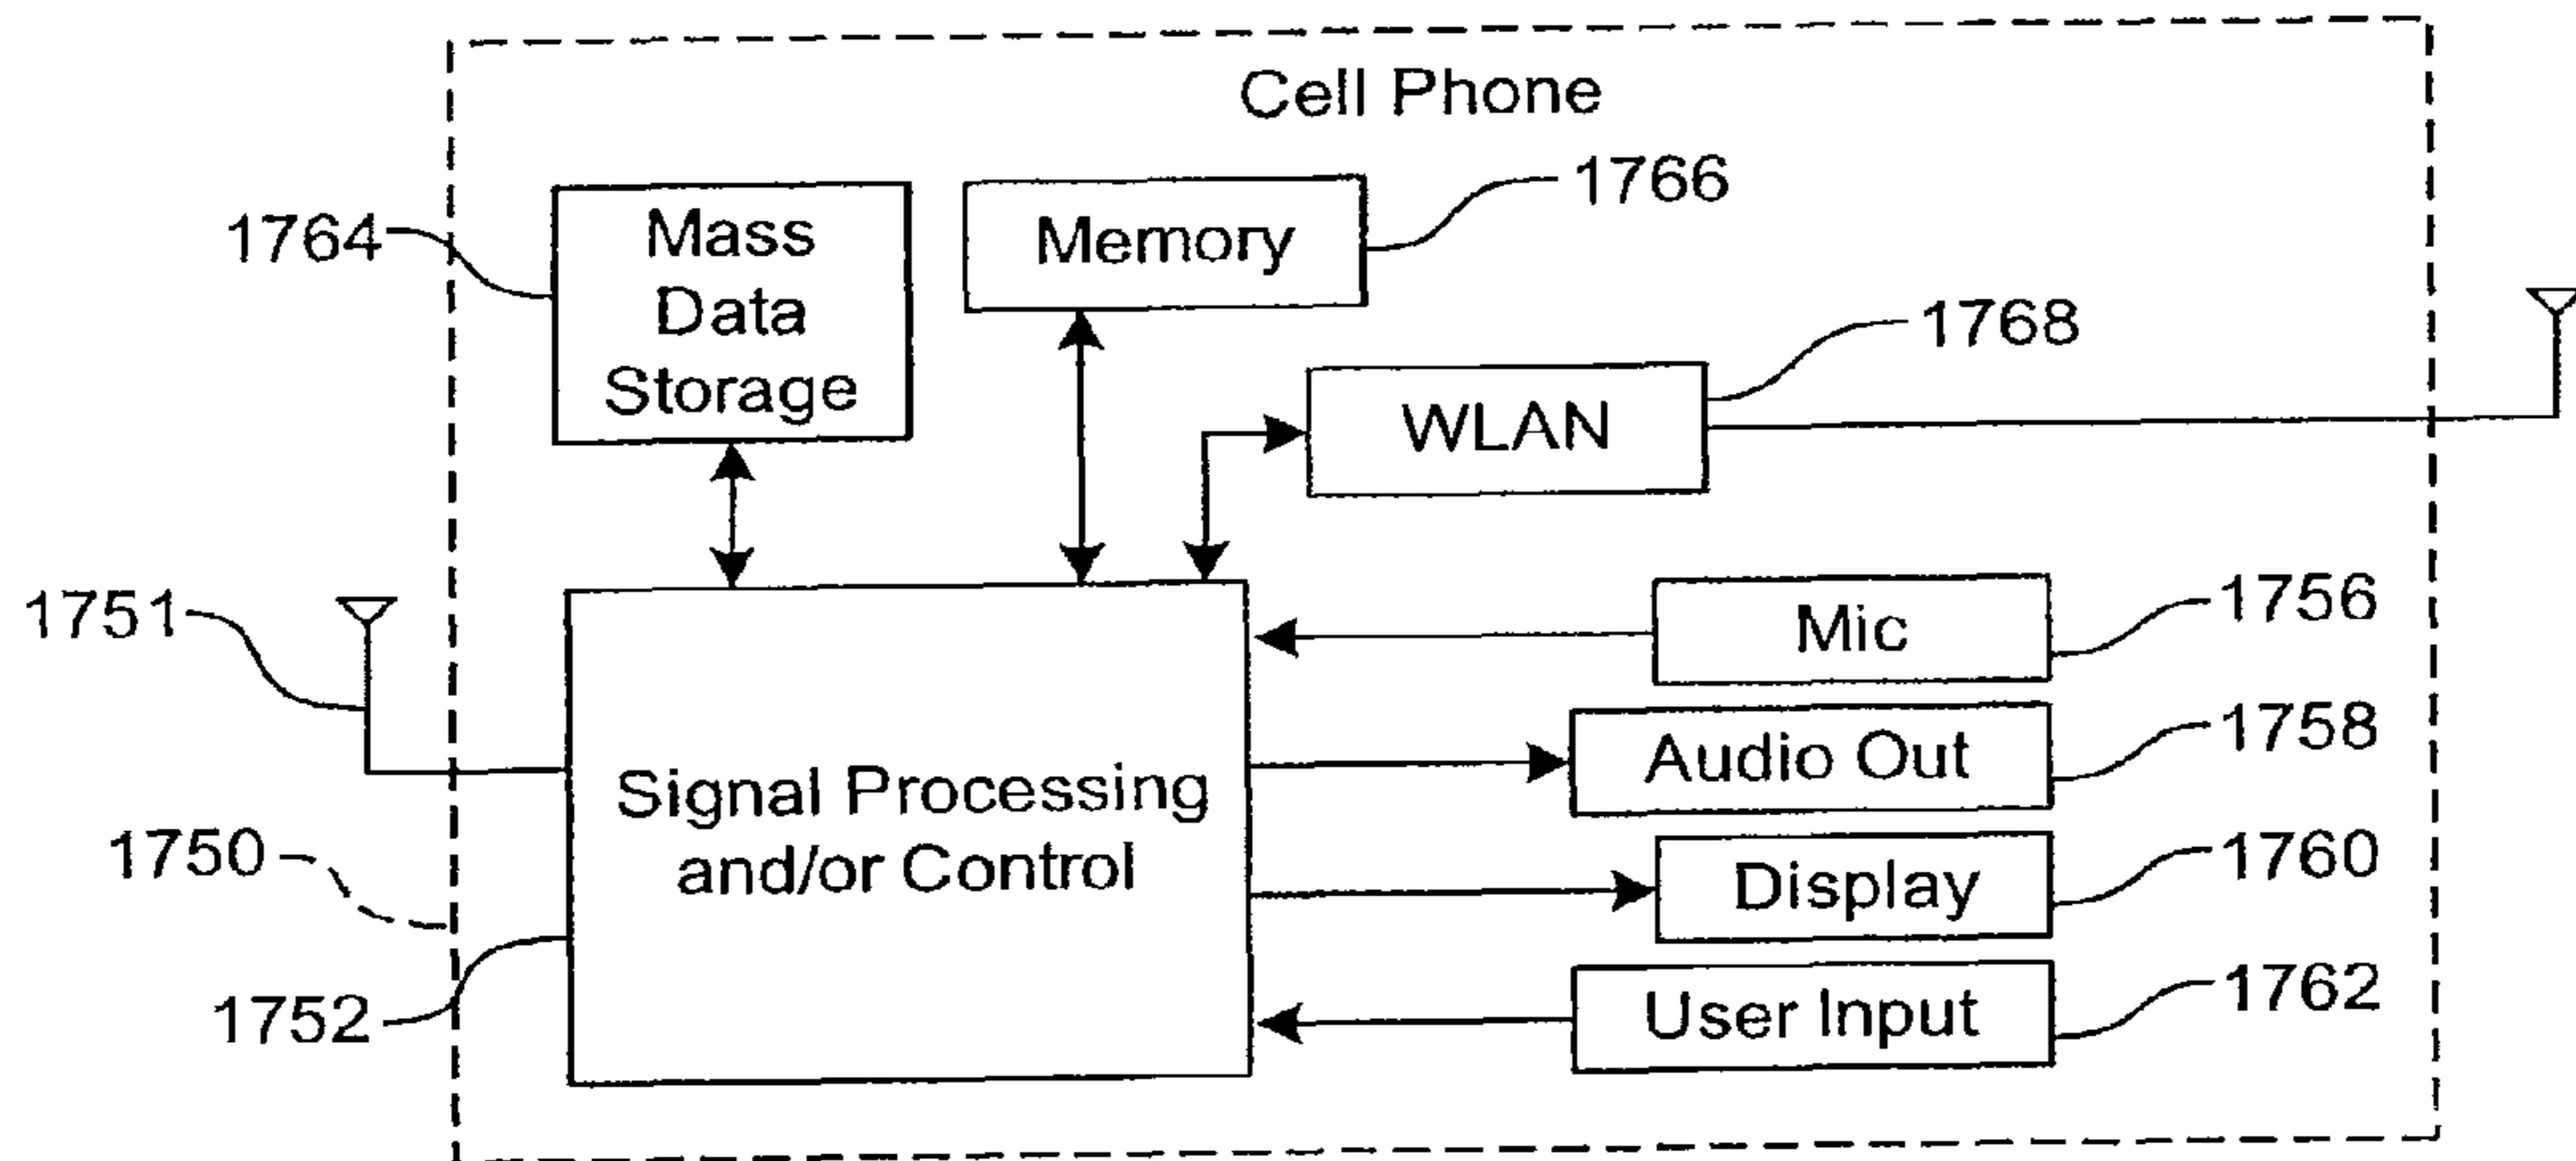 Cell Phone
1764
Mass
Data
Storage
Memory
1766
WLAN
1768
1751
1750
1752
Signal Processing
and/or Control
Mic
1756
Audio Out
1758
Display
1760
User Input
1762